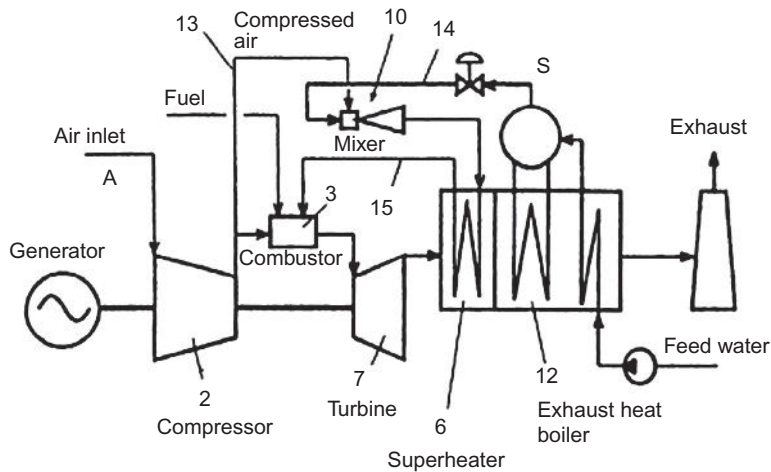 13
Compressed
air
10
14
S
Fuel
Mixer
Air inlet
A
Exhaust
3
15
Combustor
Generator
2
Compressor
7
Turbine
6
Superheater
12
Exhaust heat
boiler
Feed water